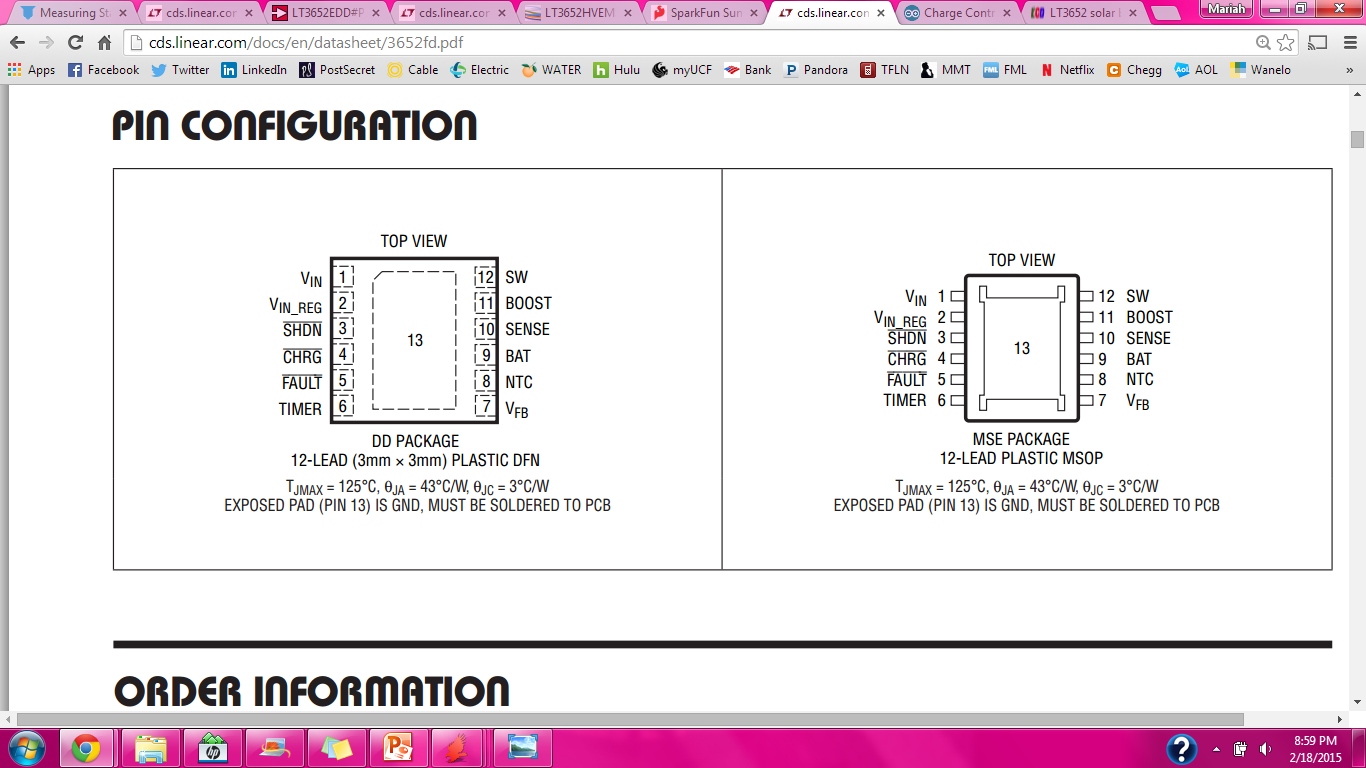 Measuring Sta
cds.linear.com
LT3652EDD#P
cds.linear.com
LT3652HVEM
SparkFun Sun
cds.linear.com
Charge Contr
LT3652 solar
Mariah
cds.linear.com/docs/en/datasheet/3652fd.pdf
Apps Facebook Twitter LinkedIn PostSecret Cable Electric WATER Hulu myUCF Bank Pandora TFLN MMT FML Netflix Chegg AOL Wanelo »
PIN CONFIGURATION
TOP VIEW
VIN 1
VIN_REG 2
SHDN 3
CHRG 4
FAULT 5
TIMER 6
13
12 SW
11 BOOST
10 SENSE
9 BAT
8 NTC
7 VFB
DD PACKAGE
12-LEAD (3mm × 3mm) PLASTIC DFN
TJMAX = 125°C, θJA = 43°C/W, θJC = 3°C/W
EXPOSED PAD (PIN 13) IS GND, MUST BE SOLDERED TO PCB
TOP VIEW
VIN 1
VIN_REG 2
SHDN 3
CHRG 4
FAULT 5
TIMER 6
13
12 SW
11 BOOST
10 SENSE
9 BAT
8 NTC
7 VFB
MSE PACKAGE
12-LEAD PLASTIC MSOP
TJMAX = 125°C, θJA = 43°C/W, θJC = 3°C/W
EXPOSED PAD (PIN 13) IS GND, MUST BE SOLDERED TO PCB
ORDER INFORMATION
8:59 PM
2/18/2015